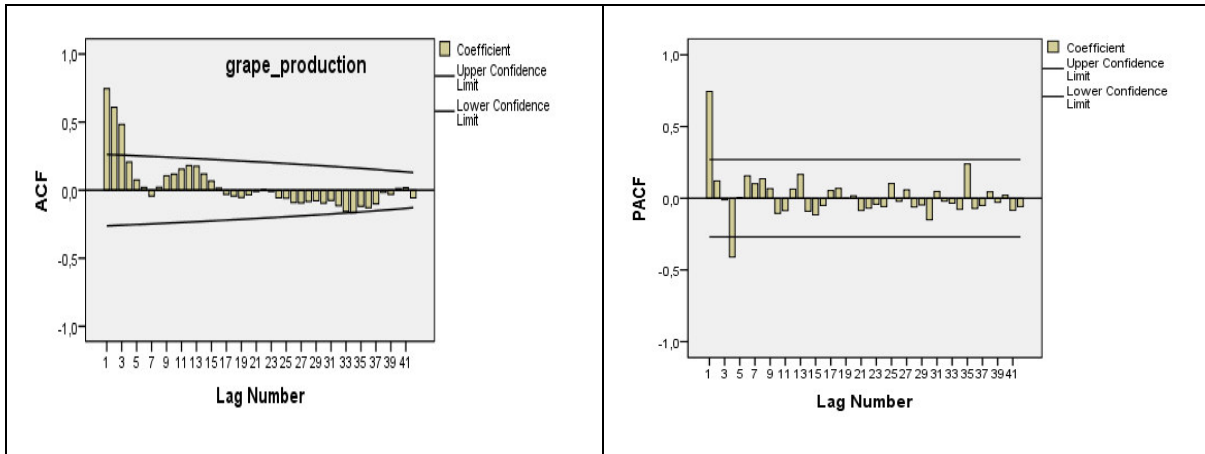 grape_production
1,0
0,5
0,0
-0,5
-1,0
ACF
1 3 5 7 9 11 13 15 17 19 21 23 25 27 29 31 33 35 37 39 41
Lag Number
Coefficient
Upper Confidence
Limit
Lower Confidence
Limit
1,0
0,5
0,0
-0,5
-1,0
PACF
1 3 5 7 9 11 13 15 17 19 21 23 25 27 29 31 33 35 37 39 41
Lag Number
Coefficient
Upper Confidence
Limit
Lower Confidence
Limit